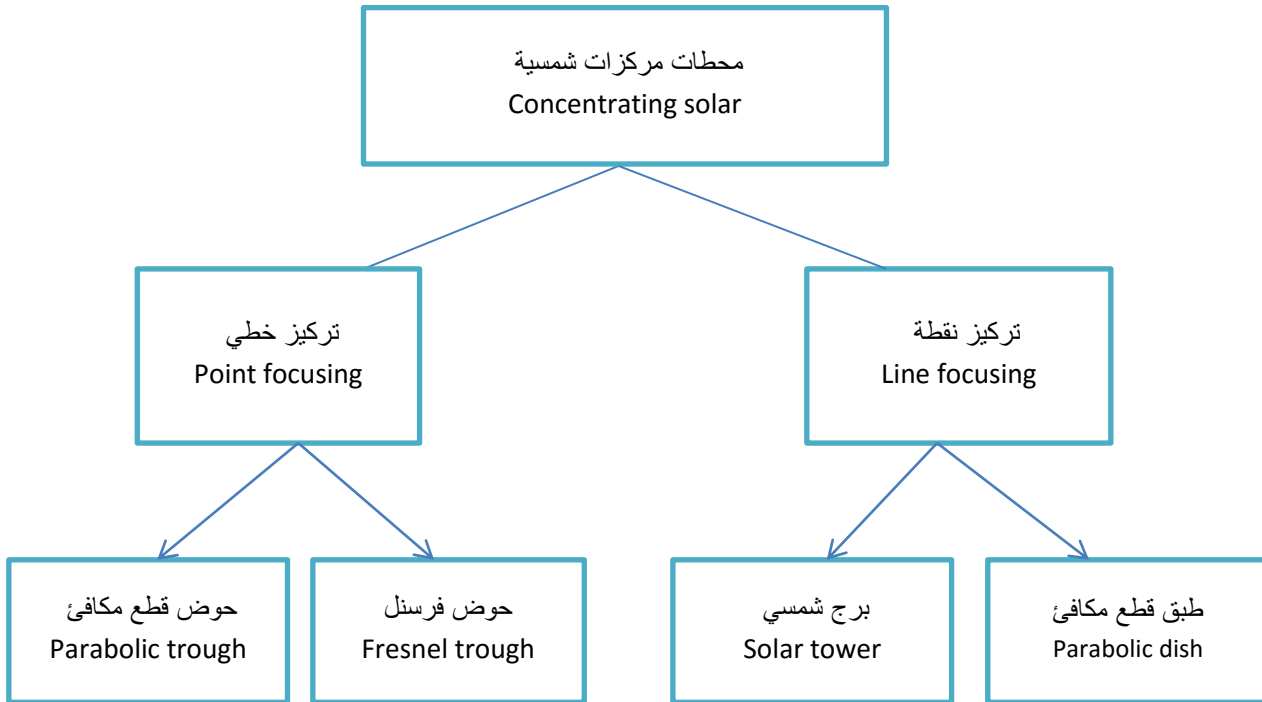 محطات مركزات شمسية
Concentrating solar
تركيز خطي
Point focusing
تركيز نقطة
Line focusing
حوض قطع مكافئ
Parabolic trough
حوض فرسنل
Fresnel trough
برج شمسي
Solar tower
طبق قطع مكافئ
Parabolic dish